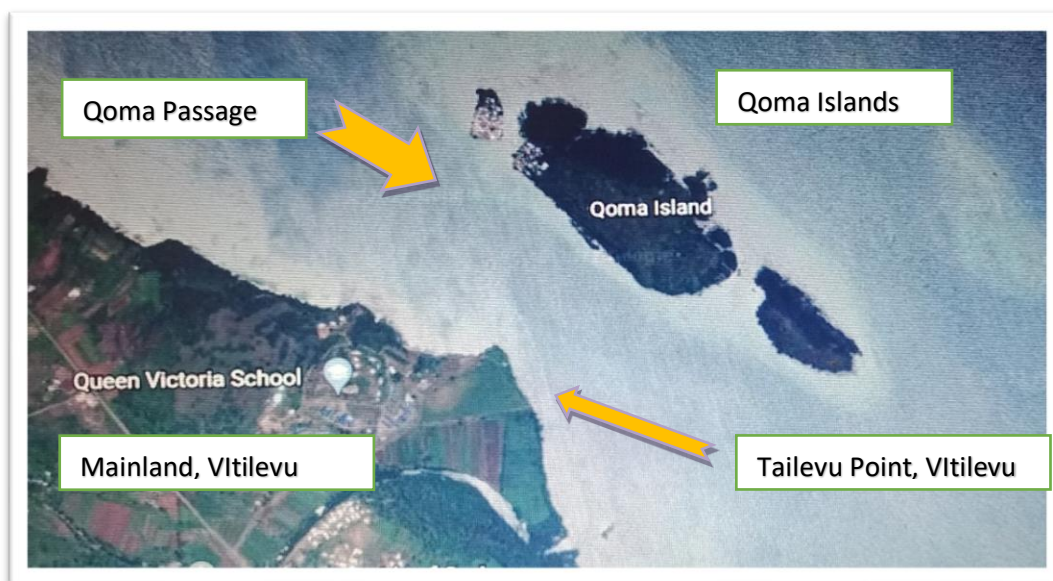 Qoma Passage
Qoma Islands
Qoma Island
Queen Victoria School
Mainland, VItilevu
Tailevu Point, VItilevu